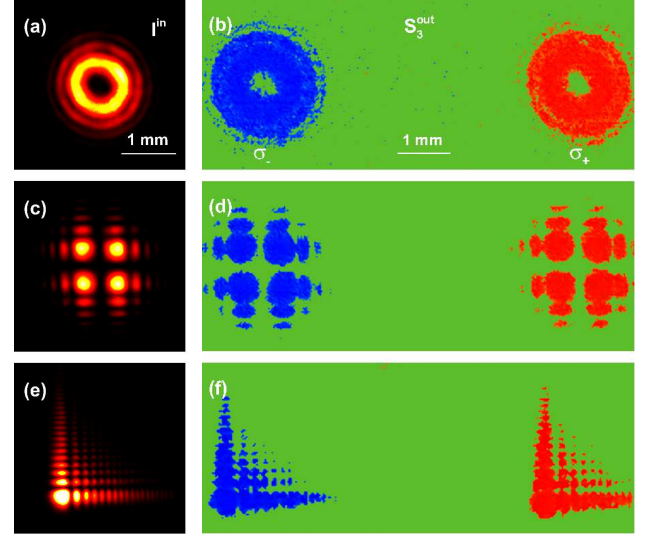 (a) I^in
1 mm
(b) S_3^out
σ_- 1 mm σ_+
(c)
(d)
(e)
(f)